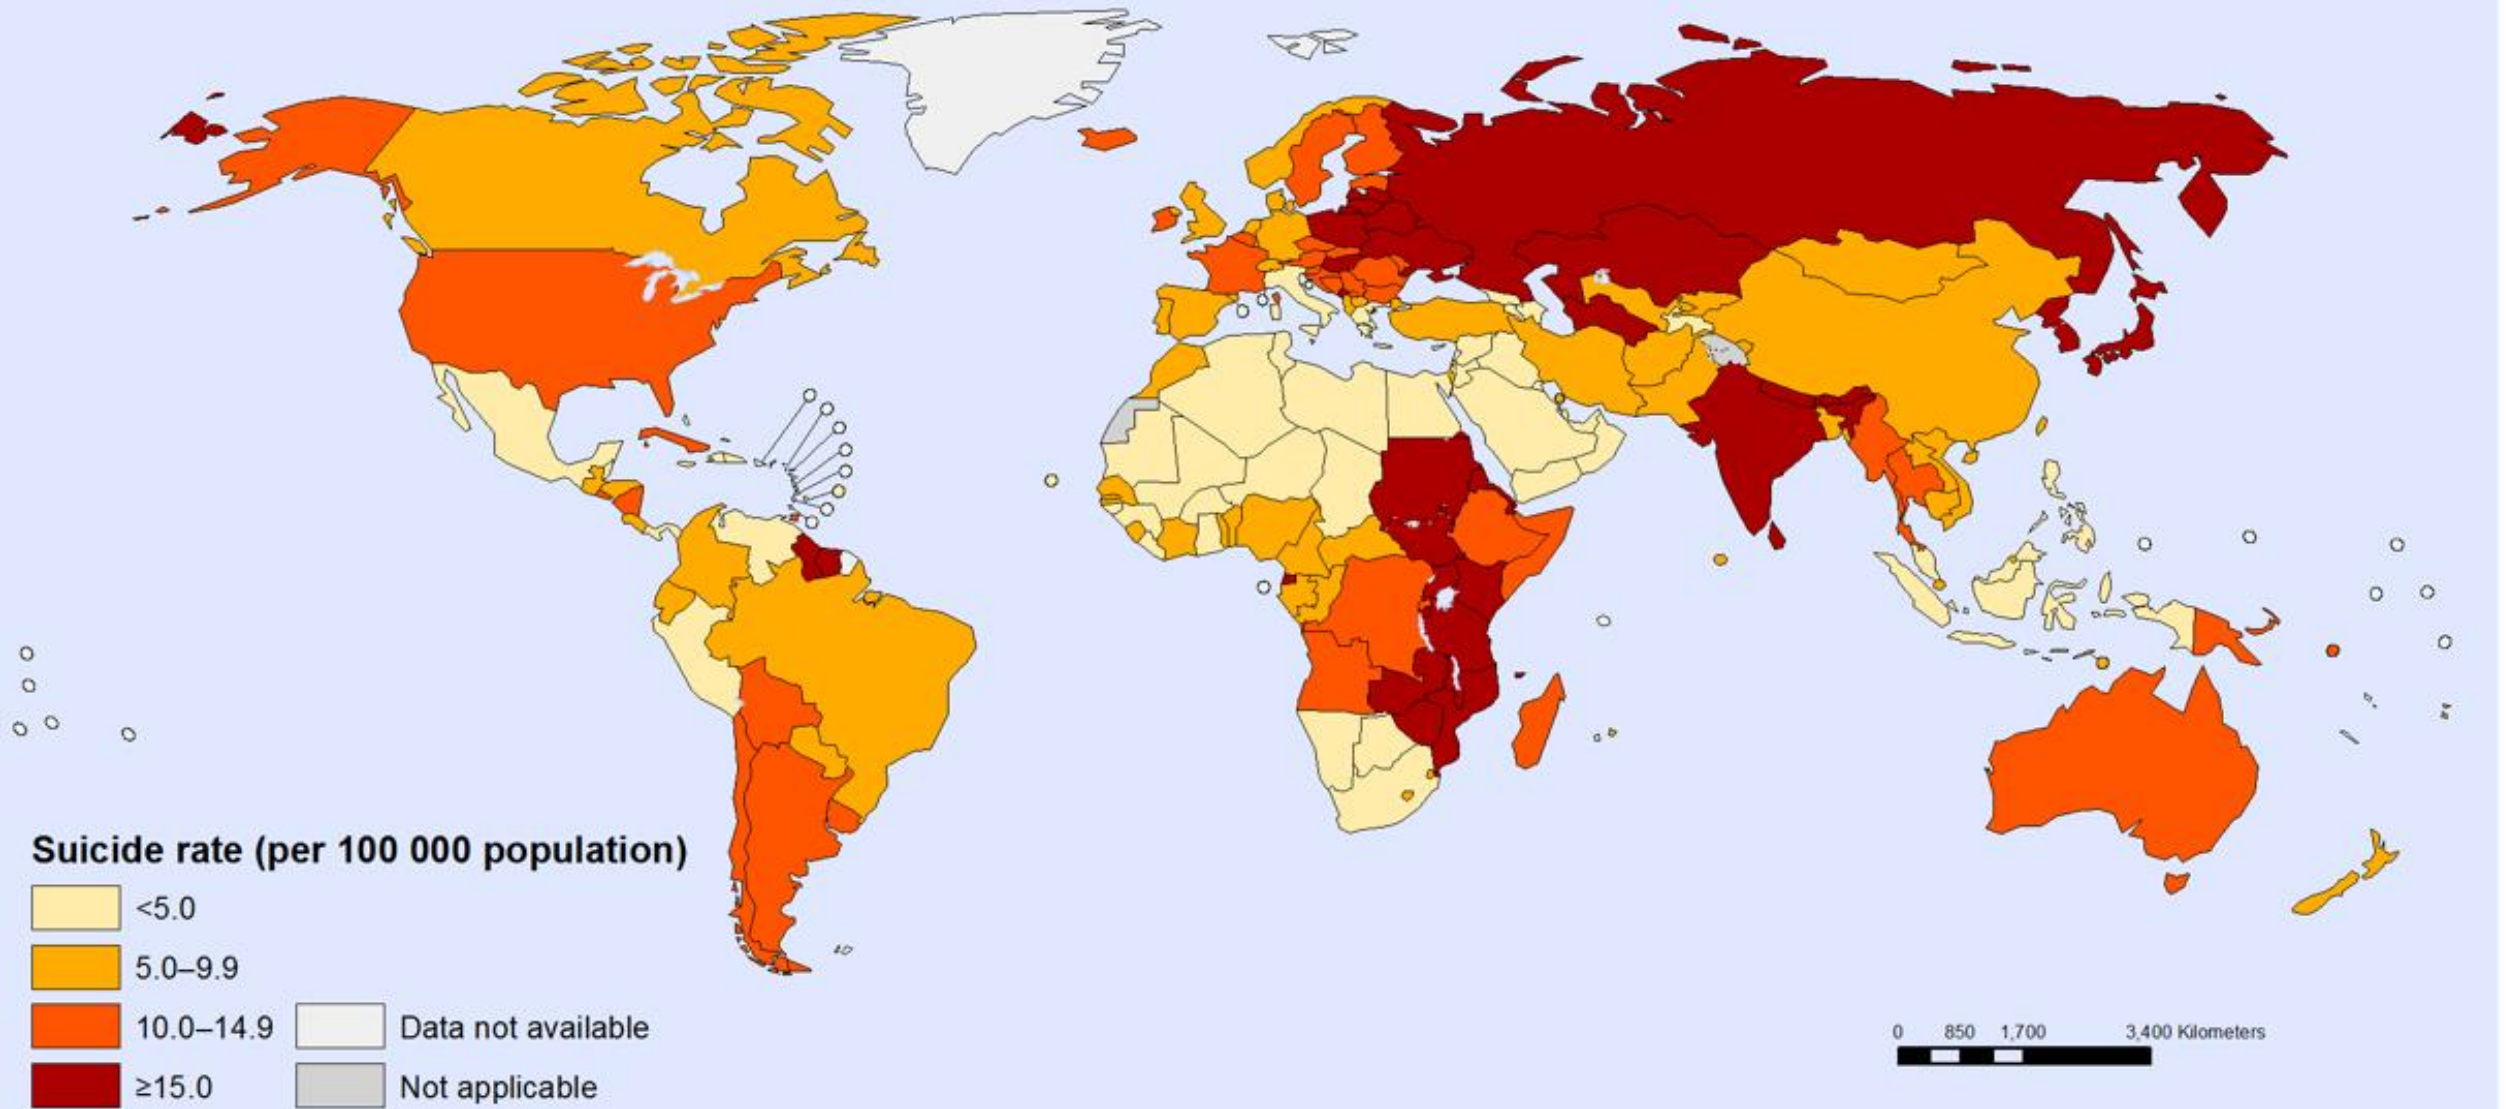 Suicide rate (per 100 000 population)
<5.0
5.0–9.9
10.0–14.9
≥15.0
Data not available
Not applicable
0 850 1,700 3,400 Kilometers